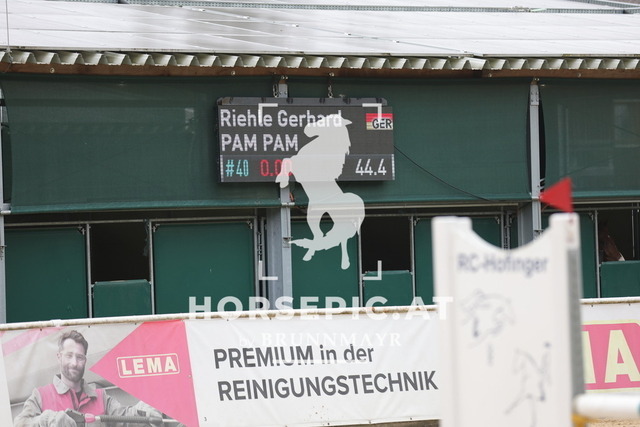 Riehle Gerhard
GER
PAM PAM
#40 0.00 44.4
HORSEPIC.AT
BRUNNMAYR
RC-Hofinger
LEMA
PREMIUM in der
REINIGUNGSTECHNIK
MA